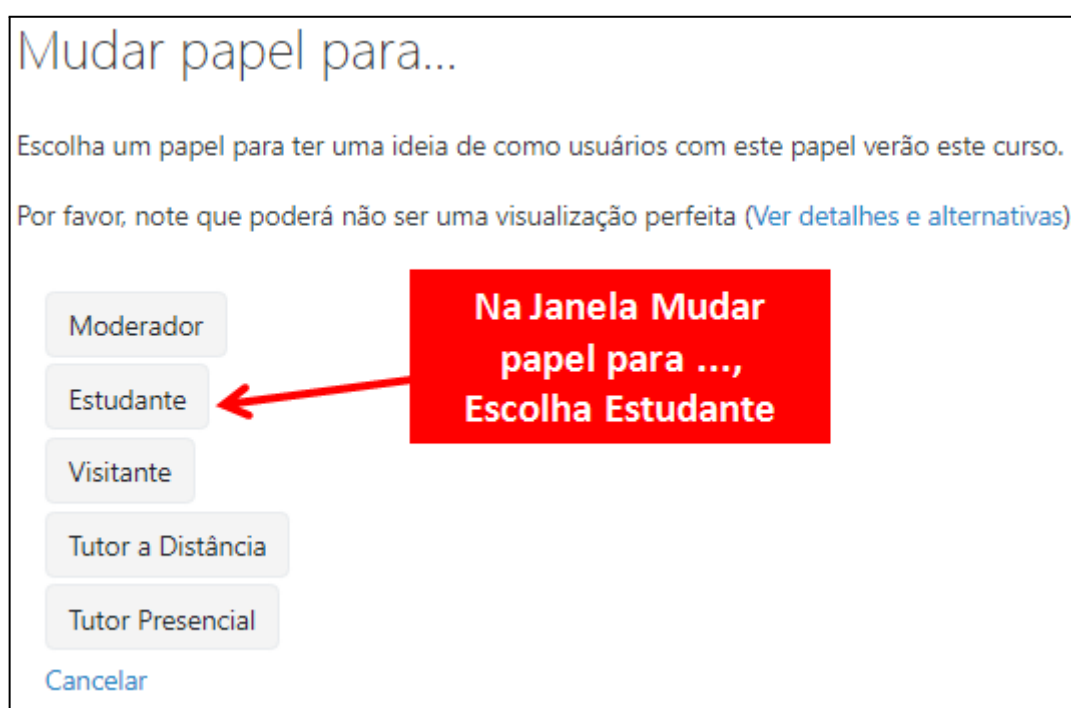 Mudar papel para...
Escolha um papel para ter uma ideia de como usuários com este papel verão este curso.
Por favor, note que poderá não ser uma visualização perfeita (Ver detalhes e alternativas)
Na Janela Mudar
papel para ...,
Escolha Estudante
Moderador
Estudante
Visitante
Tutor a Distância
Tutor Presencial
Cancelar